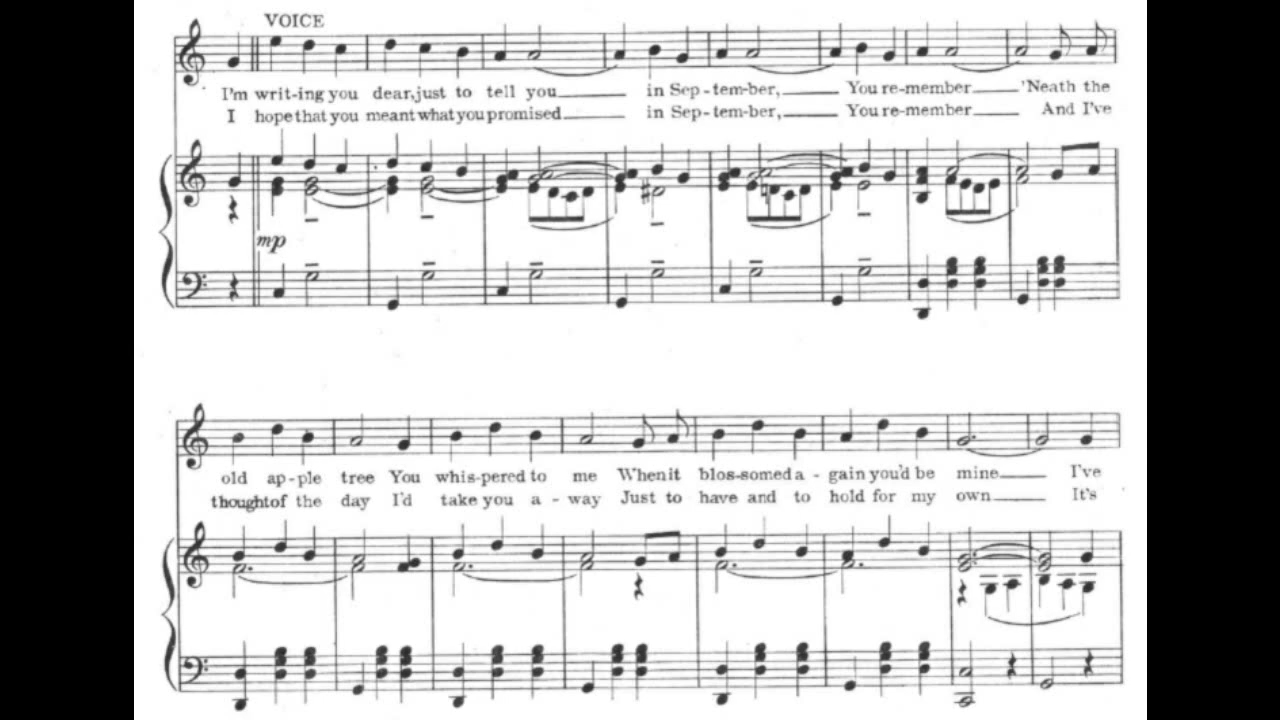 VOICE
I'm writ-ing you dear, just to tell you in Sep-tem-ber, You re-member 'Neath the
I hope that you meant what you promised in Sep-tem-ber, You re-member And I've
mp
old ap-ple tree You whis-pered to me When it blos-somed a-gain you'd be mine I've
thought of the day I'd take you a-way Just to have and to hold for my own It's